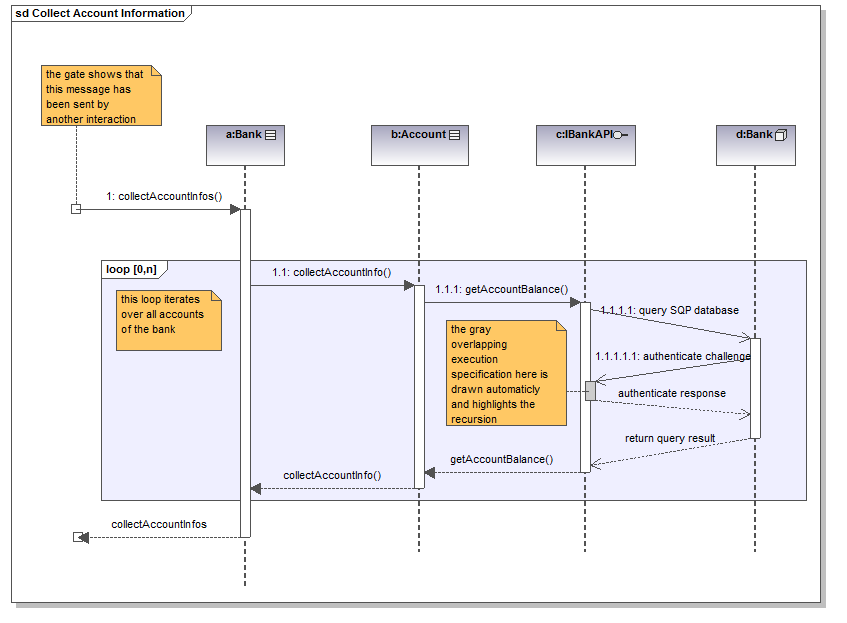 sd Collect Account Information
the gate shows that
this message has
been sent by
another interaction
a:Bank
b:Account
c:IBankAPI
d:Bank
1: collectAccountInfos()
loop [0,n]
1.1: collectAccountInfo()
1.1.1: getAccountBalance()
this loop iterates
over all accounts
of the bank
1.1.1.1: query SQP database
the gray
overlapping
execution
specification here is
drawn automaticly
and highlights the
recursion
1.1.1.1.1: authenticate challenge
authenticate response
return query result
getAccountBalance()
collectAccountInfo()
collectAccountInfos